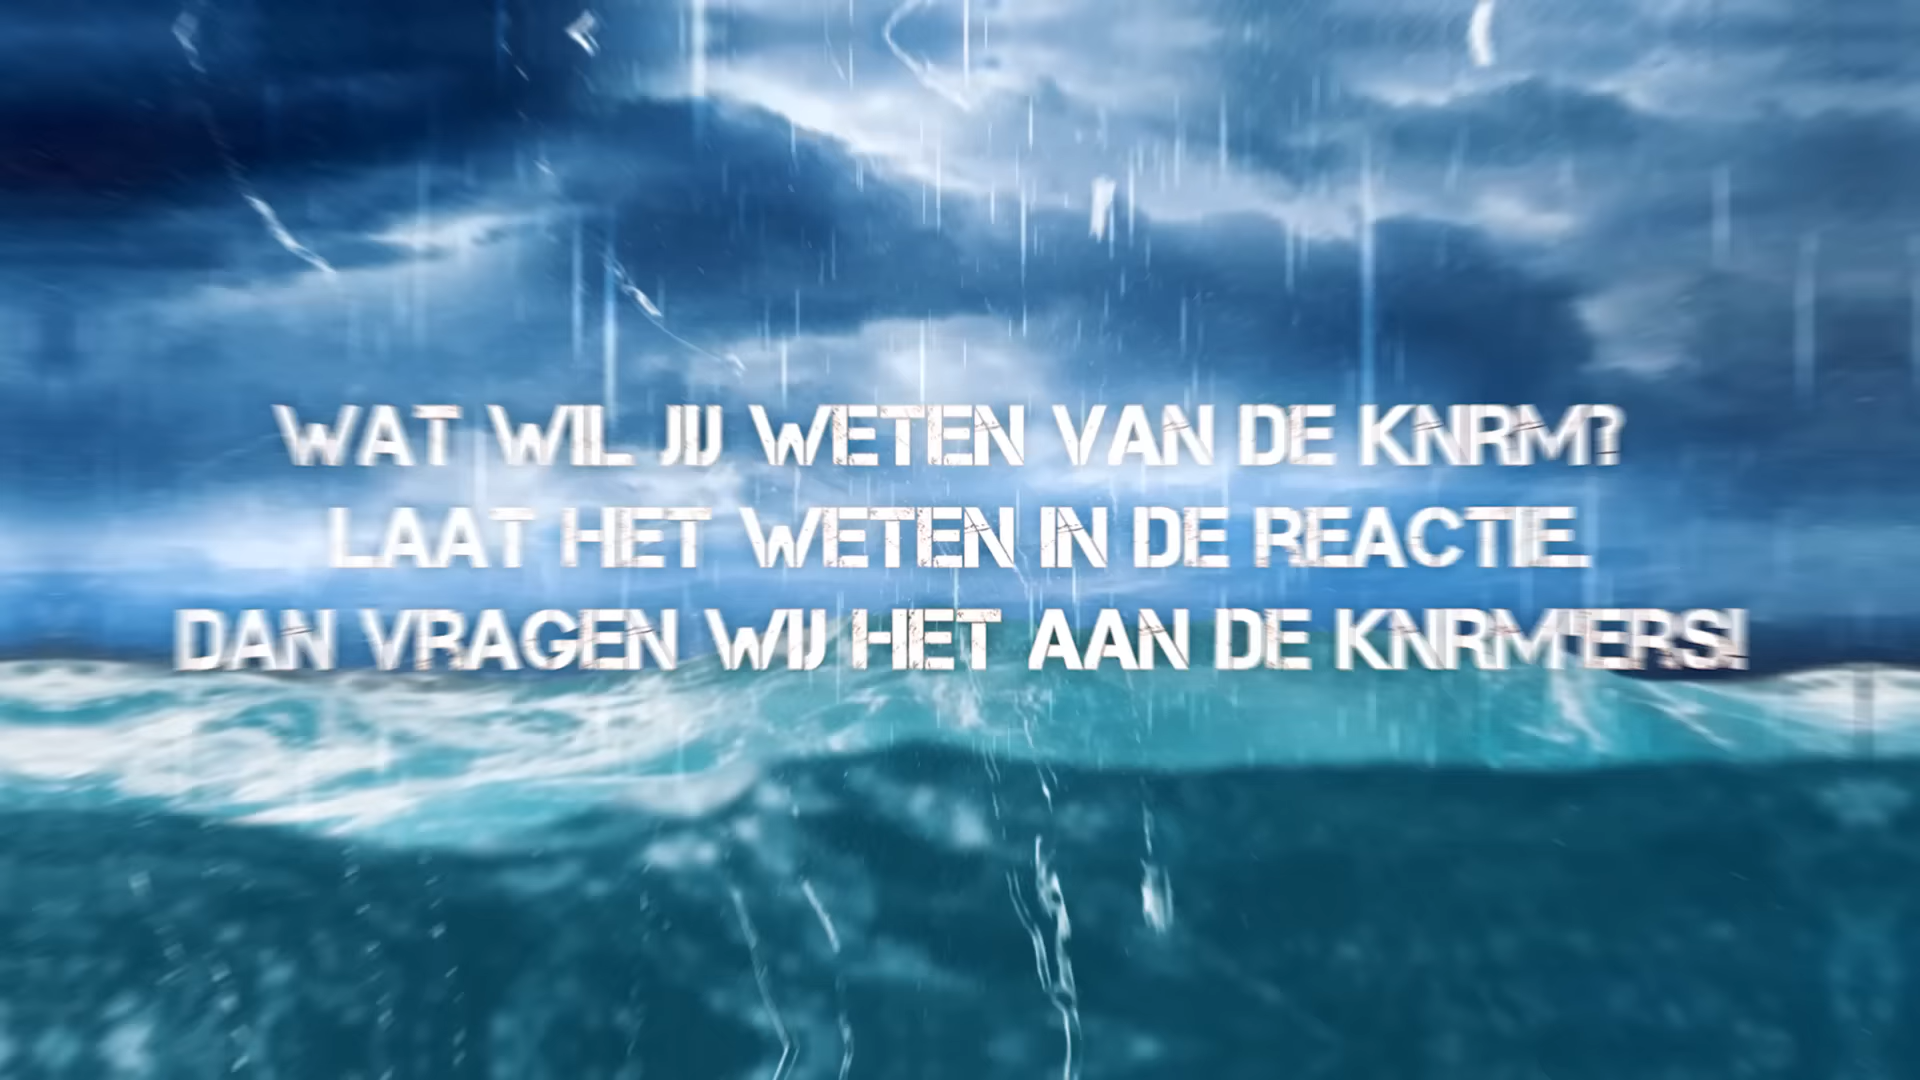 WAT WIL JIJ WETEN VAN DE KNRM?
LAAT HET WETEN IN DE REACTIE.
DAN VRAGEN WIJ HET AAN DE KNRM'ERS!